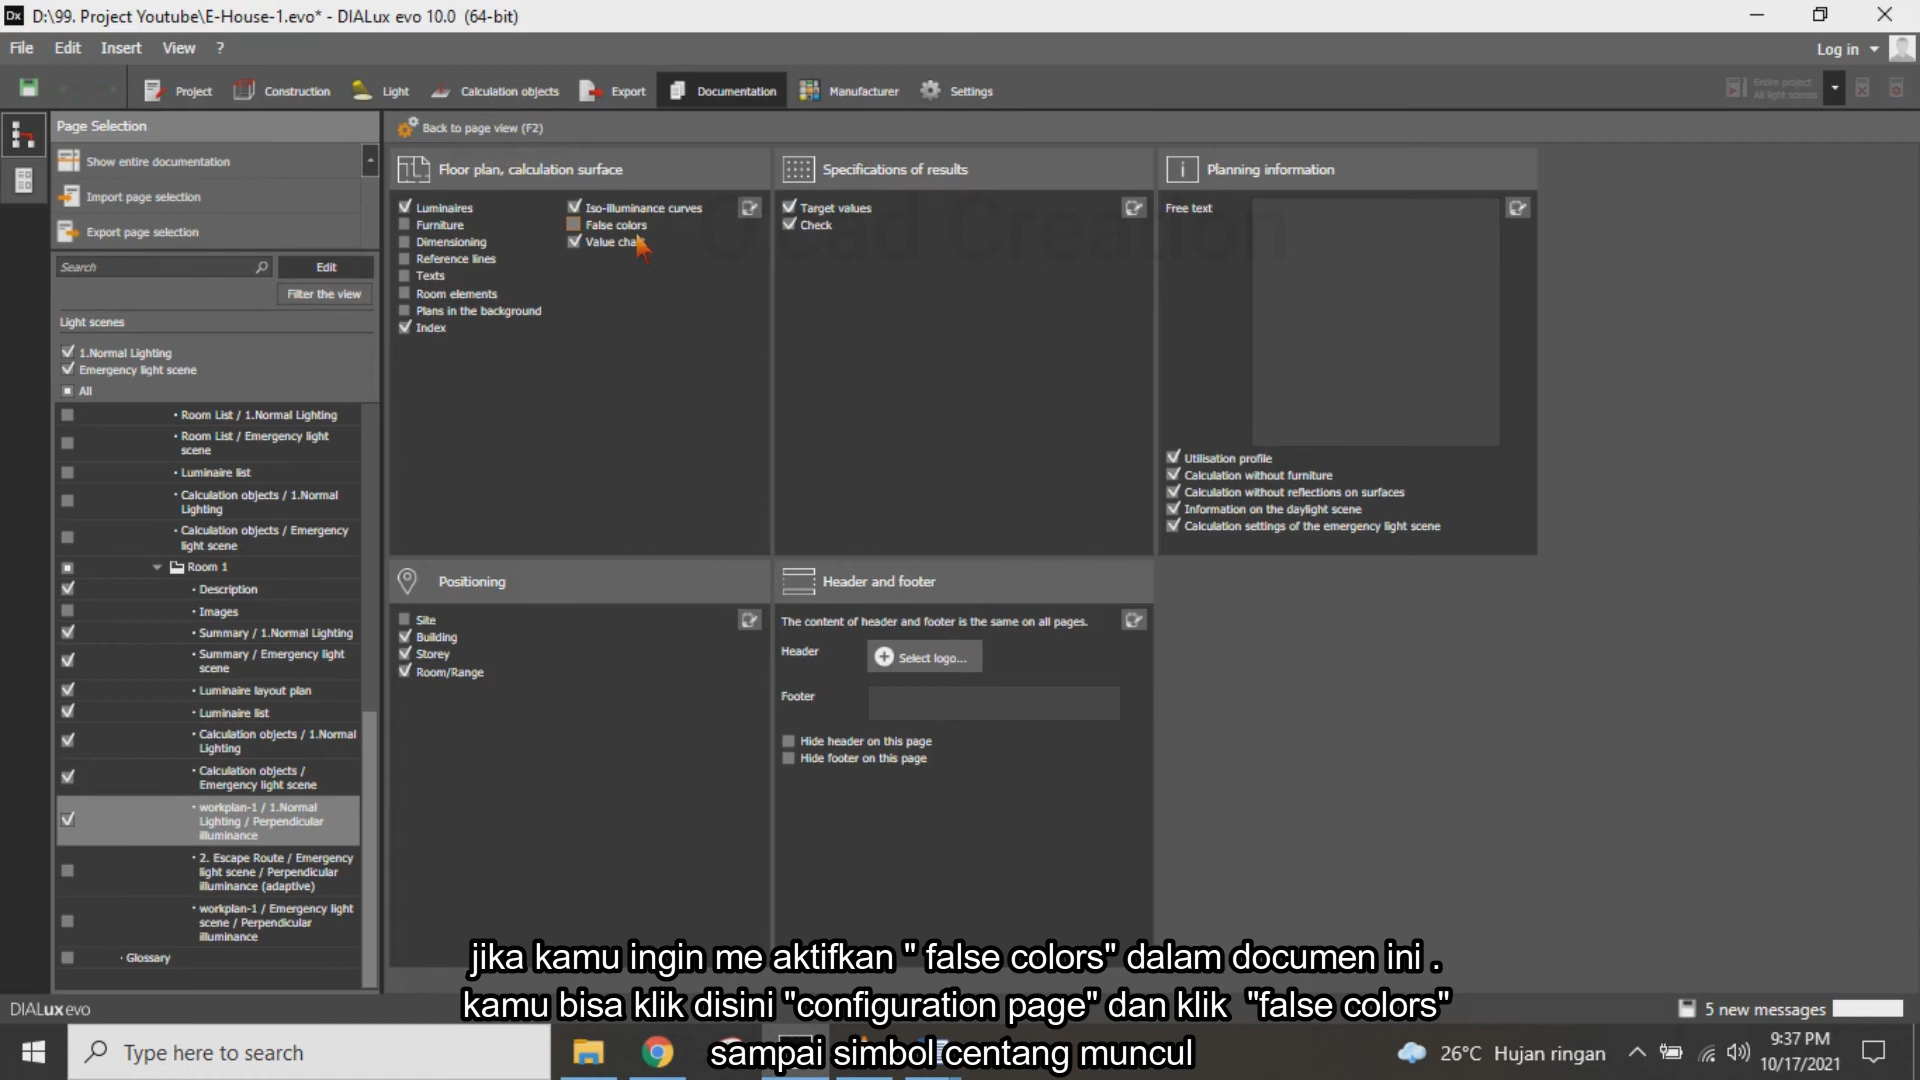 D:\99. Project Youtube\E-House-1.evo* - DIALux evo 10.0 (64-bit)
File Edit Insert View ?
Log in
Project Construction Light Calculation objects Export Documentation Manufacturer Settings
Entire project
All light scenes
Page Selection
Show entire documentation
Import page selection
Export page selection
Search
Edit
Filter the view
Light scenes
1.Normal Lighting
Emergency light scene
All
Room List / 1.Normal Lighting
Room List / Emergency light
scene
Luminaire list
Calculation objects / 1.Normal
Lighting
Calculation objects / Emergency
light scene
Room 1
Description
Images
Summary / 1.Normal Lighting
Summary / Emergency light
scene
Luminaire layout plan
Luminaire list
Calculation objects / 1.Normal
Lighting
Calculation objects /
Emergency light scene
workplan-1 / 1.Normal
Lighting / Perpendicular
illuminance
2. Escape Route / Emergency
light scene / Perpendicular
illuminance (adaptive)
workplan-1 / Emergency light
scene / Perpendicular
illuminance
Glossary
Back to page view (F2)
Floor plan, calculation surface
Luminaires
Furniture
Dimensioning
Reference lines
Texts
Room elements
Plans in the background
Index
Iso-illuminance curves
False colors
Value
Specifications of results
Target values
Check
Planning information
Free text
Utilisation profile
Calculation without furniture
Calculation without reflections on surfaces
Information on the daylight scene
Calculation settings of the emergency light scene
Positioning
Site
Building
Storey
Room/Range
Header and footer
The content of header and footer is the same on all pages.
Header
Select logo...
Footer
Hide header on this page
Hide footer on this page
cad Creation
jika kamu ingin me aktifkan " false colors" dalam documen ini .
kamu bisa klik disini "configuration page" dan klik "false colors"
sampai simbol centang muncul
DIALux evo
5 new messages
Type here to search
26°C Hujan ringan
9:37 PM
10/17/2021